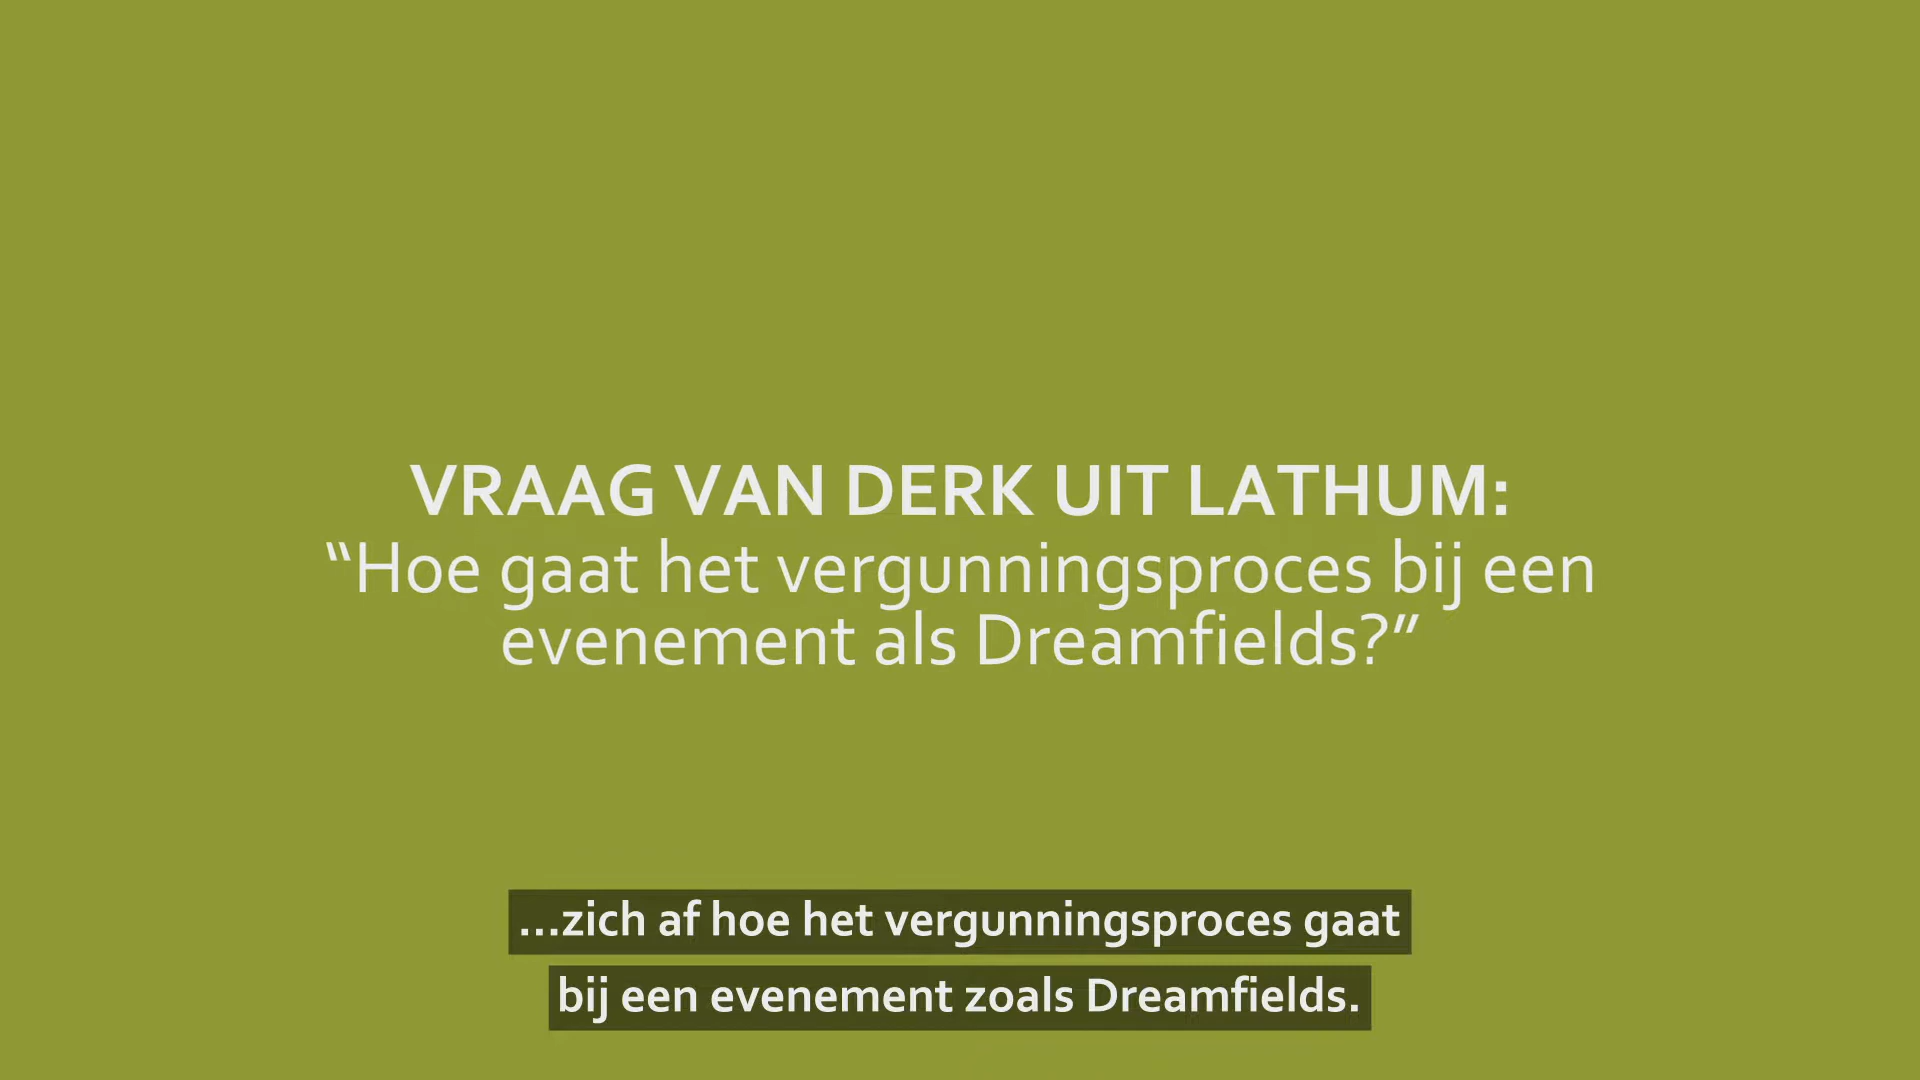 VRAAG VAN DERK UIT LATHUM:
“Hoe gaat het vergunningsproces bij een
evenement als Dreamfields?”
...zich af hoe het vergunningsproces gaat
bij een evenement zoals Dreamfields.